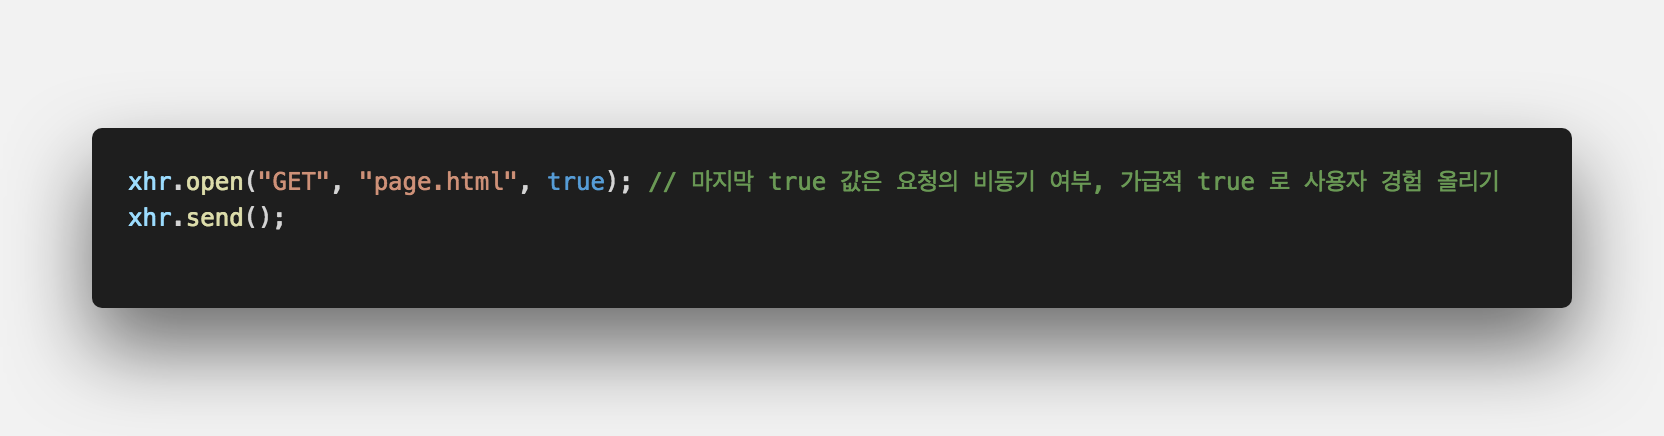 xhr.open("GET", "page.html", true); // 마지막 true 값은 요청의 비동기 여부, 가급적 true 로 사용자 경험 올리기
xhr.send();